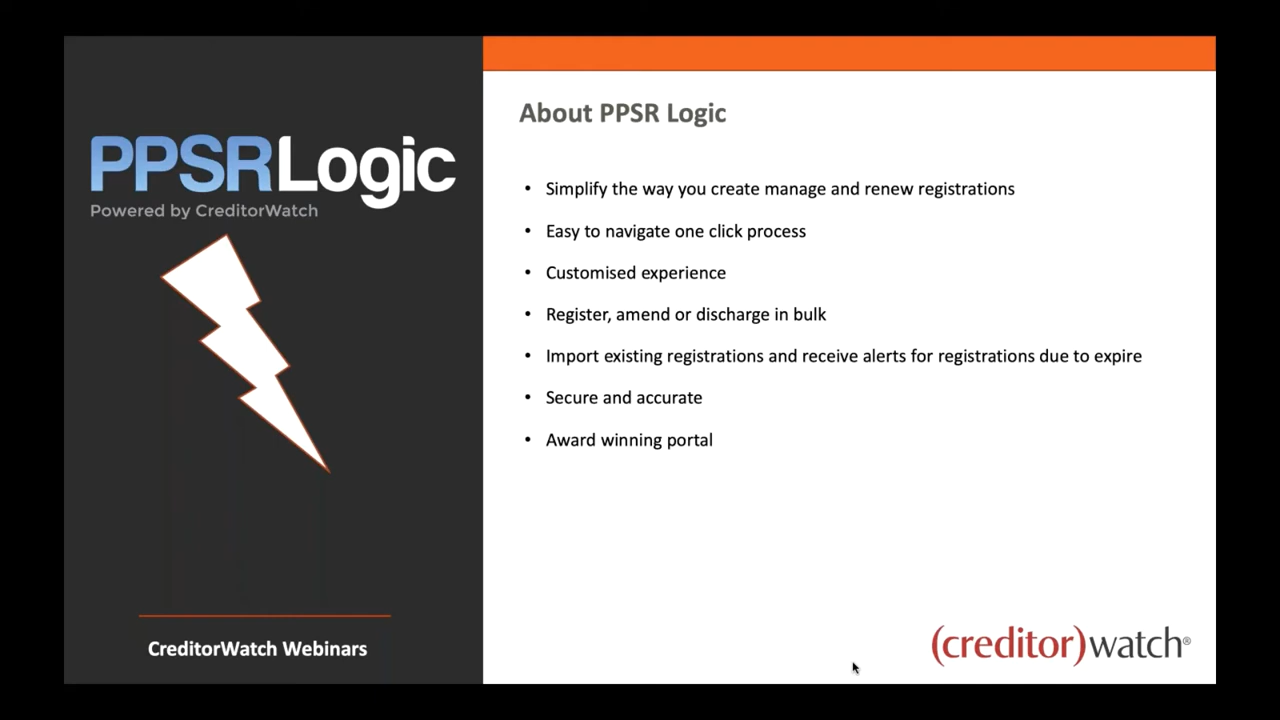 PPSRLogic
Powered by CreditorWatch
CreditorWatch Webinars
About PPSR Logic
• Simplify the way you create manage and renew registrations
• Easy to navigate one click process
• Customised experience
• Register, amend or discharge in bulk
• Import existing registrations and receive alerts for registrations due to expire
• Secure and accurate
• Award winning portal
(creditor)watch®